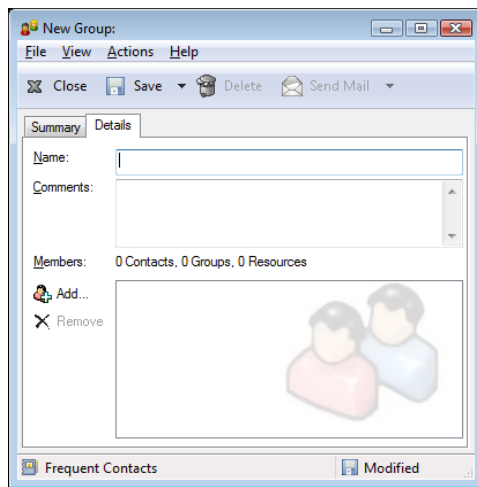 New Group:
File View Actions Help
Close Save Delete Send Mail
Summary Details
Name:
Comments:
Members: 0 Contacts, 0 Groups, 0 Resources
Add...
Remove
Frequent Contacts Modified